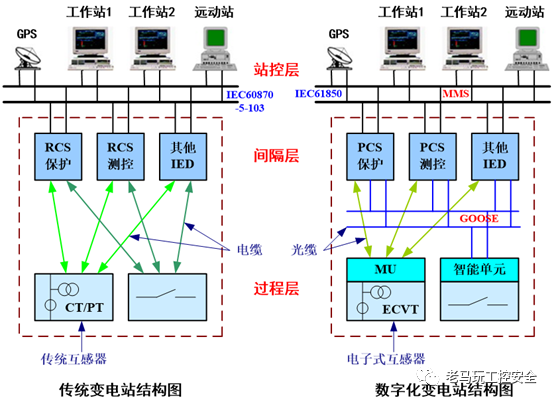 工作站1 工作站2 远动站
GPS
工作站1 工作站2 远动站
GPS
站控层
IEC60870
-5-103
IEC61850
MMS
RCS
保护
RCS
测控
其他
IED
间隔层
PCS
保护
PCS
测控
其他
IED
GOOSE
电缆
光缆
CT/PT
过程层
MU
ECVT
智能单元
传统互感器
电子式互感器
传统变电站结构图
数字化变电站结构图
老马玩工控安全